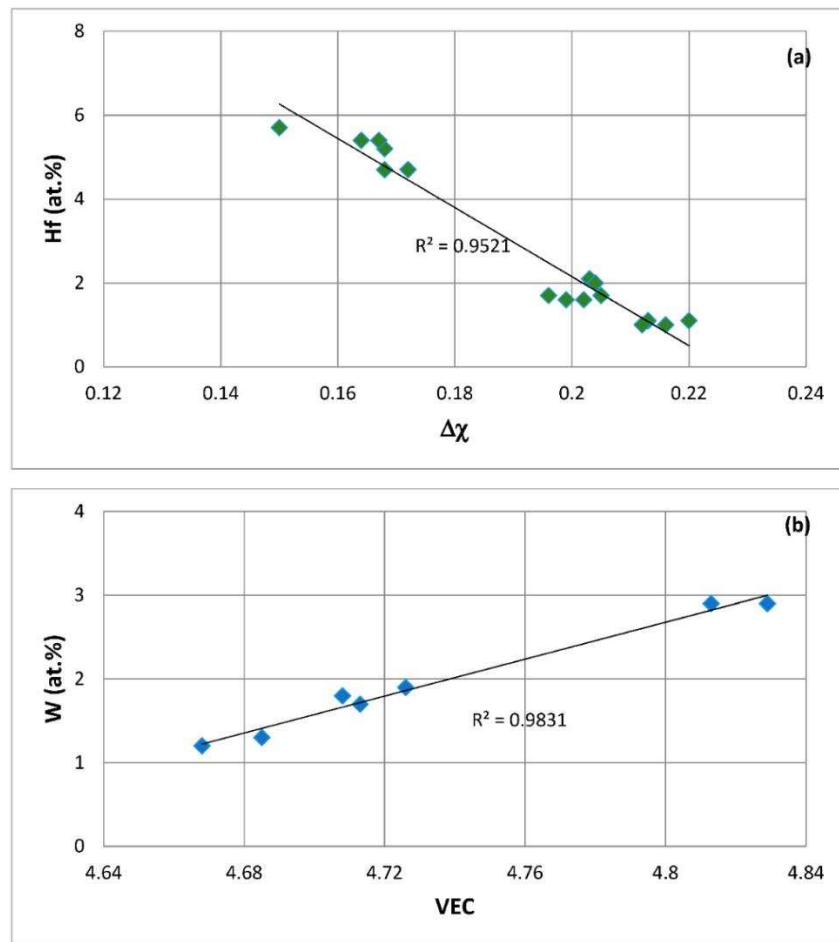 (a)
8
6
4
2
0
Hf (at.%)
R² = 0.9521
0.12 0.14 0.16 0.18 0.2 0.22 0.24
Δχ
(b)
4
3
2
1
0
W (at.%)
R² = 0.9831
4.64 4.68 4.72 4.76 4.8 4.84
VEC